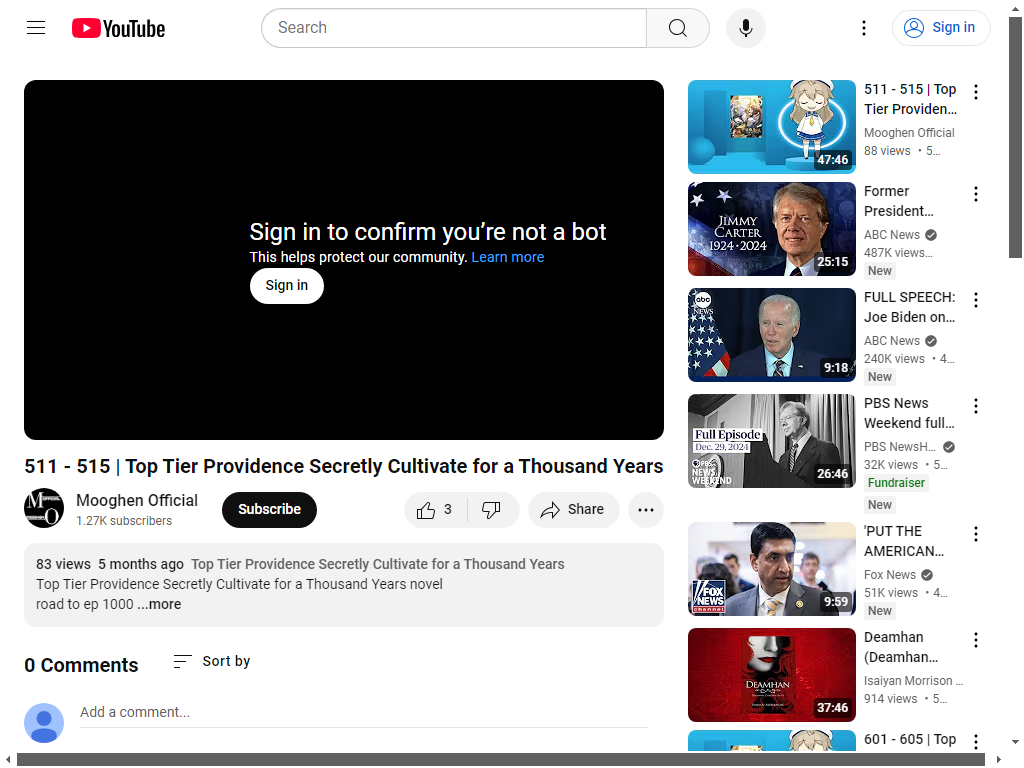 YouTube
Search
Sign in
Sign in to confirm you’re not a bot
This helps protect our community. Learn more
Sign in
511 - 515 | Top Tier Providence Secretly Cultivate for a Thousand Years
Mooghen Official
1.27K subscribers
Subscribe
3
Share
83 views 5 months ago Top Tier Providence Secretly Cultivate for a Thousand Years
Top Tier Providence Secretly Cultivate for a Thousand Years novel
road to ep 1000 ...more
0 Comments
Sort by
Add a comment...
47:46
511 - 515 | Top
Tier Providen...
Mooghen Official
88 views • 5...
JIMMY
CARTER
1924 • 2024
25:15
Former
President...
ABC News
487K views...
New
abc
NEWS
9:18
FULL SPEECH:
Joe Biden on...
ABC News
240K views • 4...
New
Full Episode
Dec. 29, 2024
PBS
NEWS
WEEKEND
26:46
PBS News
Weekend full...
PBS NewsH...
32K views • 5...
Fundraiser
New
FOX
NEWS
channel
9:59
'PUT THE
AMERICAN...
Fox News
51K views • 4...
New
DEAMHAN
37:46
Deamhan
(Deamhan...
Isaiyan Morrison ...
914 views • 5...
601 - 605 | Top